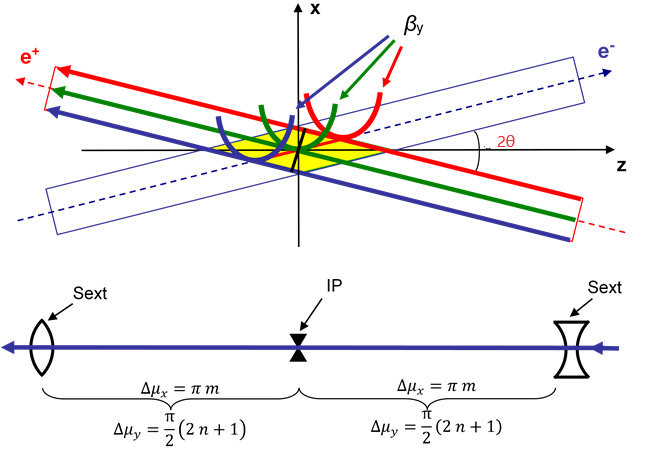 x
βy
e⁺
e⁻
2θ
z
Sext
IP
Sext
Δμₓ = π m
Δμₓ = π m
Δμy = π/2 (2 n + 1)
Δμy = π/2 (2 n + 1)